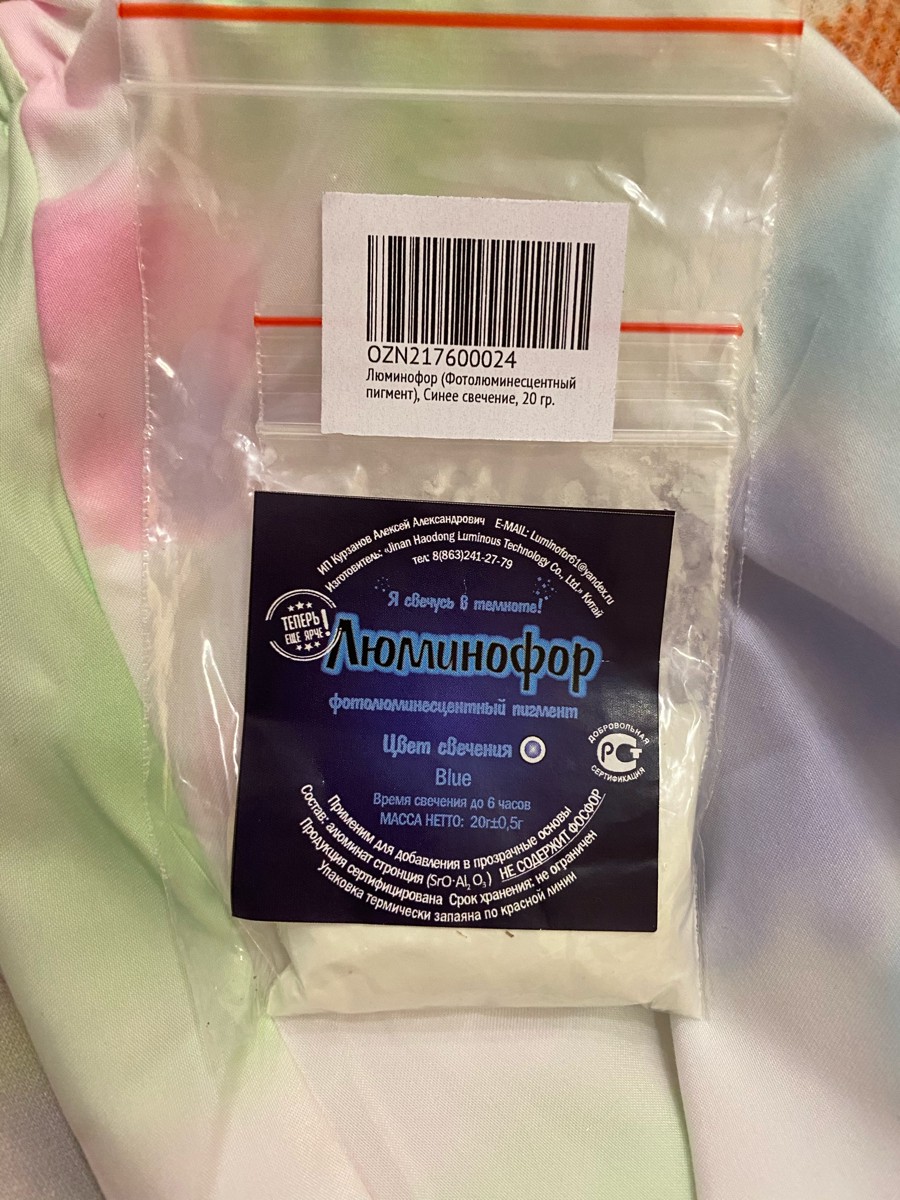 OZN217600024
Люминофор (Фотолюминесцентный
пигмент), Синее свечение, 20 гр.
ИП Курзанов Алексей Александрович E-MAIL: Luminofor61@yandex.ru
Изготовитель: «Jinan Haodong Luminous Technology Co., Ltd.» Китай
тел: 8(863)241-27-79
Я свечусь в темноте!
ТЕПЕРЬ
ЕЩЕ ЯРЧЕ!
Люминофор
фотолюминесцентный пигмент
Цвет свечения
Blue
ДОБРОВОЛЬНАЯ
РСТ
СЕРТИФИКАЦИЯ
Время свечения до 6 часов
МАССА НЕТТО: 20г±0,5г
Применим для добавления в прозрачные основы
Состав: алюминат стронция (SrO·Al₂O₃) НЕ СОДЕРЖИТ ФОСФОР
Продукция сертифицирована Срок хранения: не ограничен
Упаковка термически запаяна по красной линии